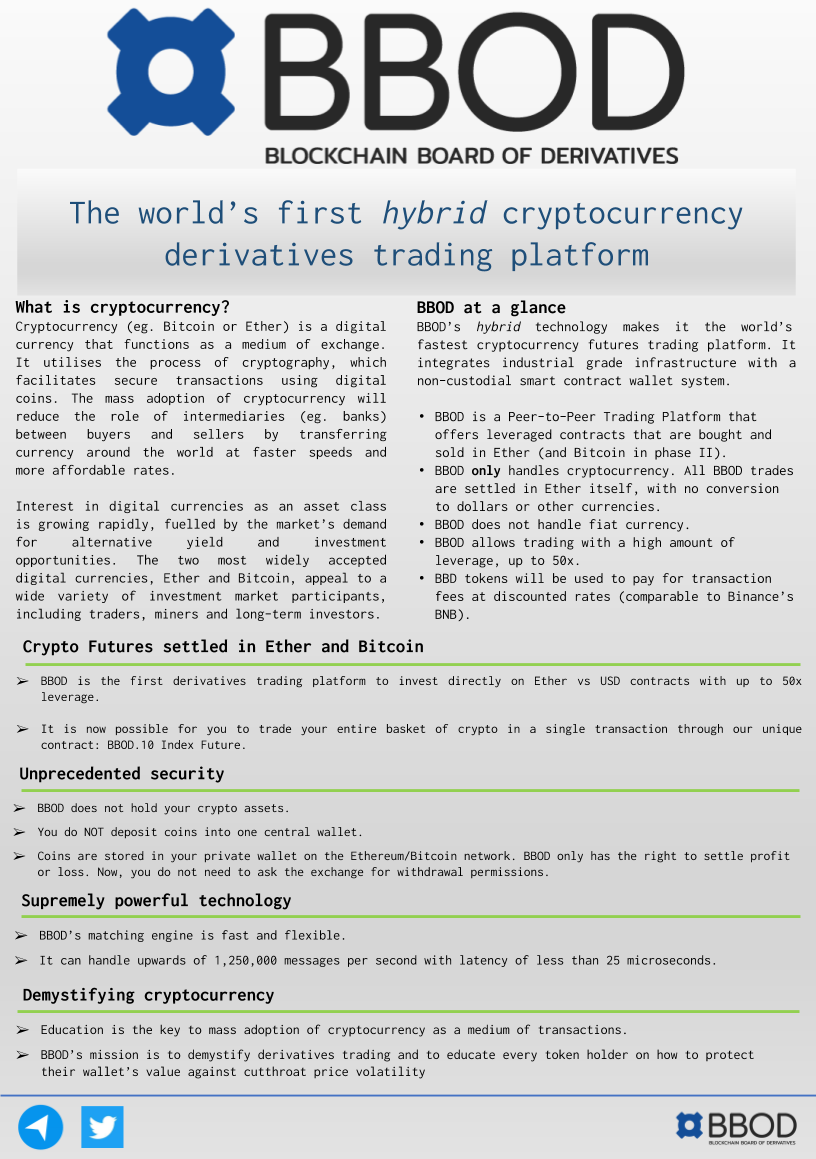 BBOD
BLOCKCHAIN BOARD OF DERIVATIVES
The world's first hybrid cryptocurrency
derivatives trading platform
What is cryptocurrency?
Cryptocurrency (eg. Bitcoin or Ether) is a digital
currency that functions as a medium of exchange.
It utilises the process of cryptography, which
facilitates secure transactions using digital
coins. The mass adoption of cryptocurrency will
reduce the role of intermediaries (eg. banks)
between buyers and sellers by transferring
currency around the world at faster speeds and
more affordable rates.
Interest in digital currencies as an asset class
is growing rapidly, fuelled by the market's demand
for alternative yield and investment
opportunities. The two most widely accepted
digital currencies, Ether and Bitcoin, appeal to a
wide variety of investment market participants,
including traders, miners and long-term investors.
BBOD at a glance
BBOD's hybrid technology makes it the world's
fastest cryptocurrency futures trading platform. It
integrates industrial grade infrastructure with a
non-custodial smart contract wallet system.
• BBOD is a Peer-to-Peer Trading Platform that
offers leveraged contracts that are bought and
sold in Ether (and Bitcoin in phase II).
• BBOD only handles cryptocurrency. All BBOD trades
are settled in Ether itself, with no conversion
to dollars or other currencies.
• BBOD does not handle fiat currency.
• BBOD allows trading with a high amount of
leverage, up to 50x.
• BBD tokens will be used to pay for transaction
fees at discounted rates (comparable to Binance's
BNB).
Crypto Futures settled in Ether and Bitcoin
➢ BBOD is the first derivatives trading platform to invest directly on Ether vs USD contracts with up to 50x
leverage.
➢ It is now possible for you to trade your entire basket of crypto in a single transaction through our unique
contract: BBOD.10 Index Future.
Unprecedented security
➢ BBOD does not hold your crypto assets.
➢ You do NOT deposit coins into one central wallet.
➢ Coins are stored in your private wallet on the Ethereum/Bitcoin network. BBOD only has the right to settle profit
or loss. Now, you do not need to ask the exchange for withdrawal permissions.
Supremely powerful technology
➢ BBOD's matching engine is fast and flexible.
➢ It can handle upwards of 1,250,000 messages per second with latency of less than 25 microseconds.
Demystifying cryptocurrency
➢ Education is the key to mass adoption of cryptocurrency as a medium of transactions.
➢ BBOD's mission is to demystify derivatives trading and to educate every token holder on how to protect
their wallet's value against cutthroat price volatility
BBOD
BLOCKCHAIN BOARD OF DERIVATIVES